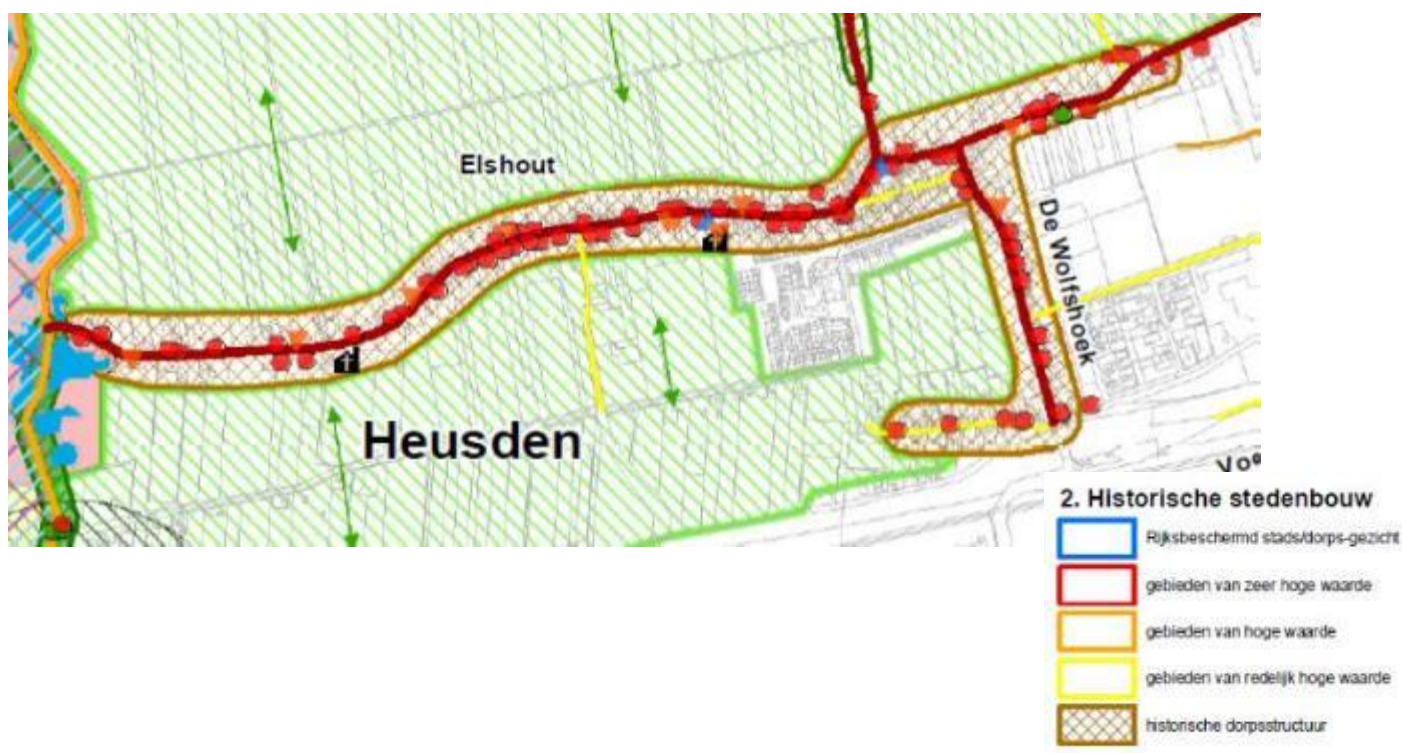 Elshout
De Wolfshoek
Heusden
2. Historische stedenbouw
Rijksbeschermd stads/dorps-gezicht
gebieden van zeer hoge waarde
gebieden van hoge waarde
gebieden van redelijk hoge waarde
historische dorpsstructuur